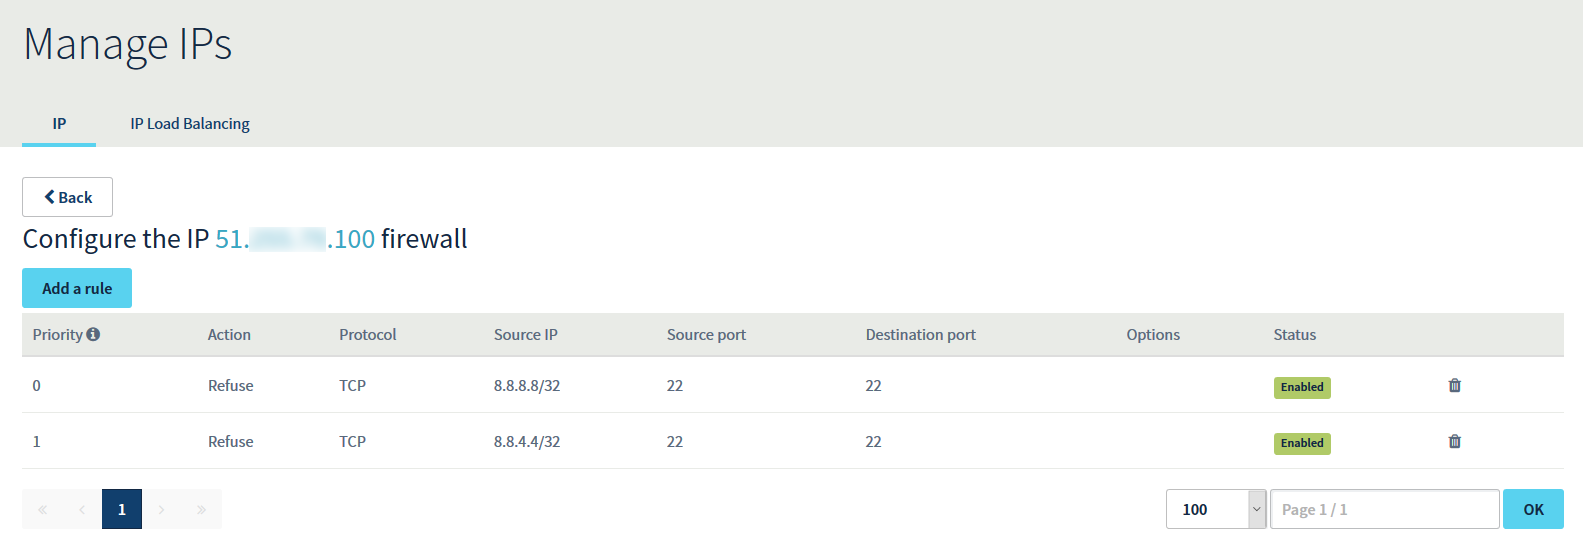 Manage IPs
IP IP Load Balancing
Back
Configure the IP 51. .100 firewall
Add a rule
Priority Action Protocol Source IP Source port Destination port Options Status
0 Refuse TCP 8.8.8.8/32 22 22 Enabled
1 Refuse TCP 8.8.4.4/32 22 22 Enabled
« ‹ 1 › » 100 Page 1 / 1 OK